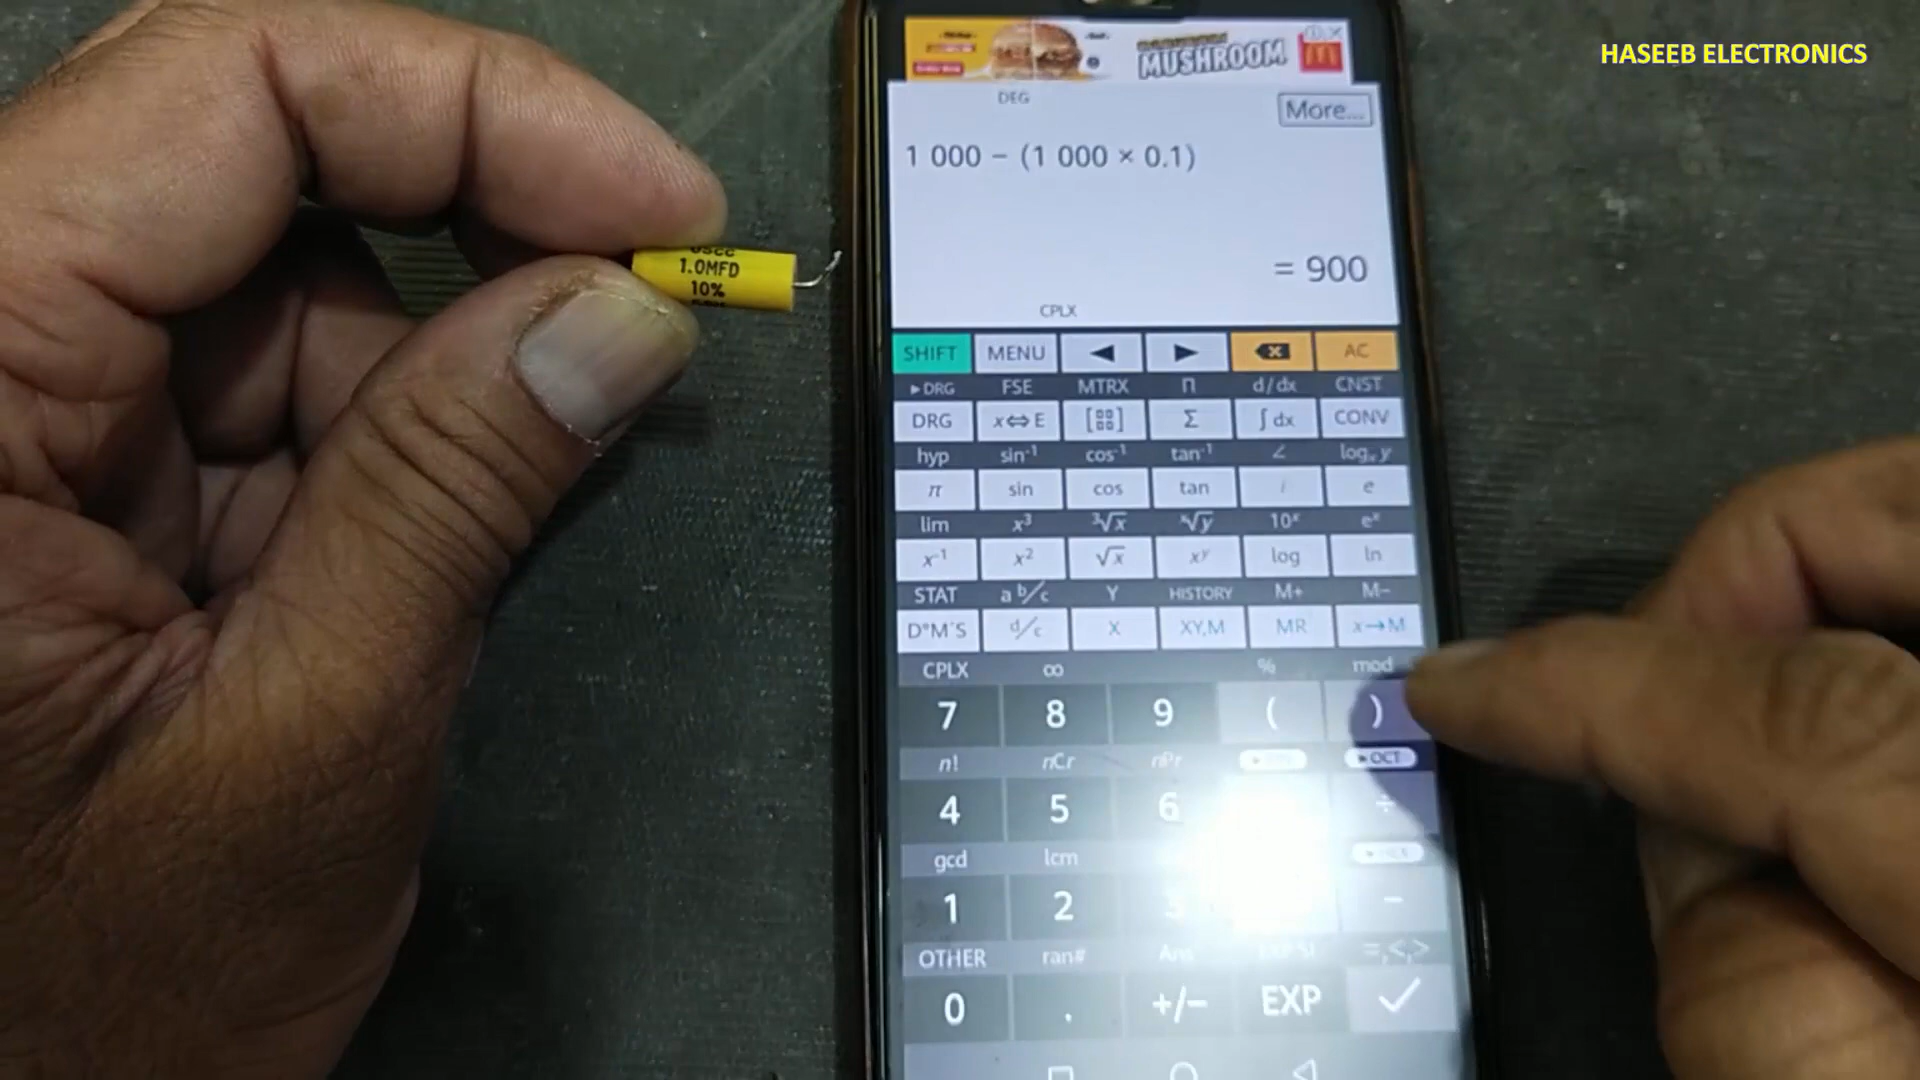 HASEEB ELECTRONICS
MUSHROOM
DEG
More...
1 000 − (1 000 × 0.1)
= 900
CPLX
1.0MFD
10%
SHIFT MENU ◀ ▶ AC
▸DRG FSE MTRX Π d/dx CNST
DRG x⇔E Σ ∫dx CONV
hyp sin⁻¹ cos⁻¹ tan⁻¹ ∠ logₓy
π sin cos tan i e
lim x³ ³√x ˣ√y 10ˣ eˣ
x⁻¹ x² √x xʸ log ln
STAT a b/c Y HISTORY M+ M−
D°M´S d/c X XY,M MR x→M
CPLX ∞ % mod
7 8 9 ( )
n! nCr nPr ▸OCT
4 5 6 ÷
gcd lcm
1 2 3 −
OTHER ran# Ans =,<,>
0 . +/− EXP ✓